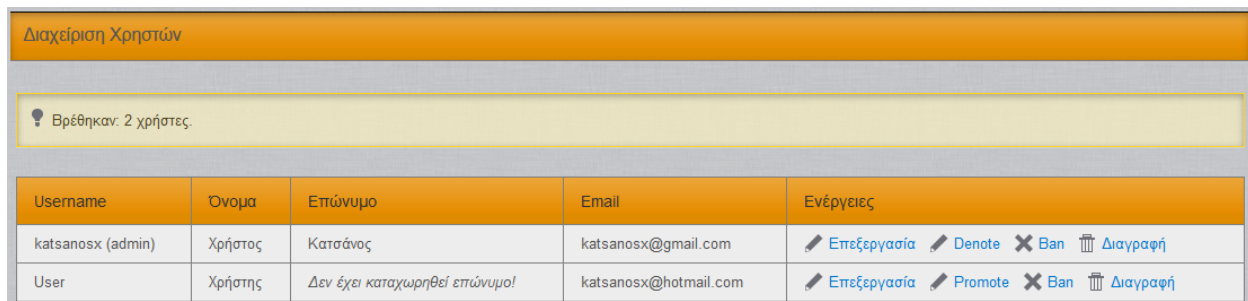 Διαχείριση Χρηστών
Βρέθηκαν: 2 χρήστες.
Username Όνομα Επώνυμο Email Ενέργειες
katsanosx (admin) Χρήστος Κατσάνος katsanosx@gmail.com Επεξεργασία Denote Ban Διαγραφή
User Χρήστης Δεν έχει καταχωρηθεί επώνυμο! katsanosx@hotmail.com Επεξεργασία Promote Ban Διαγραφή